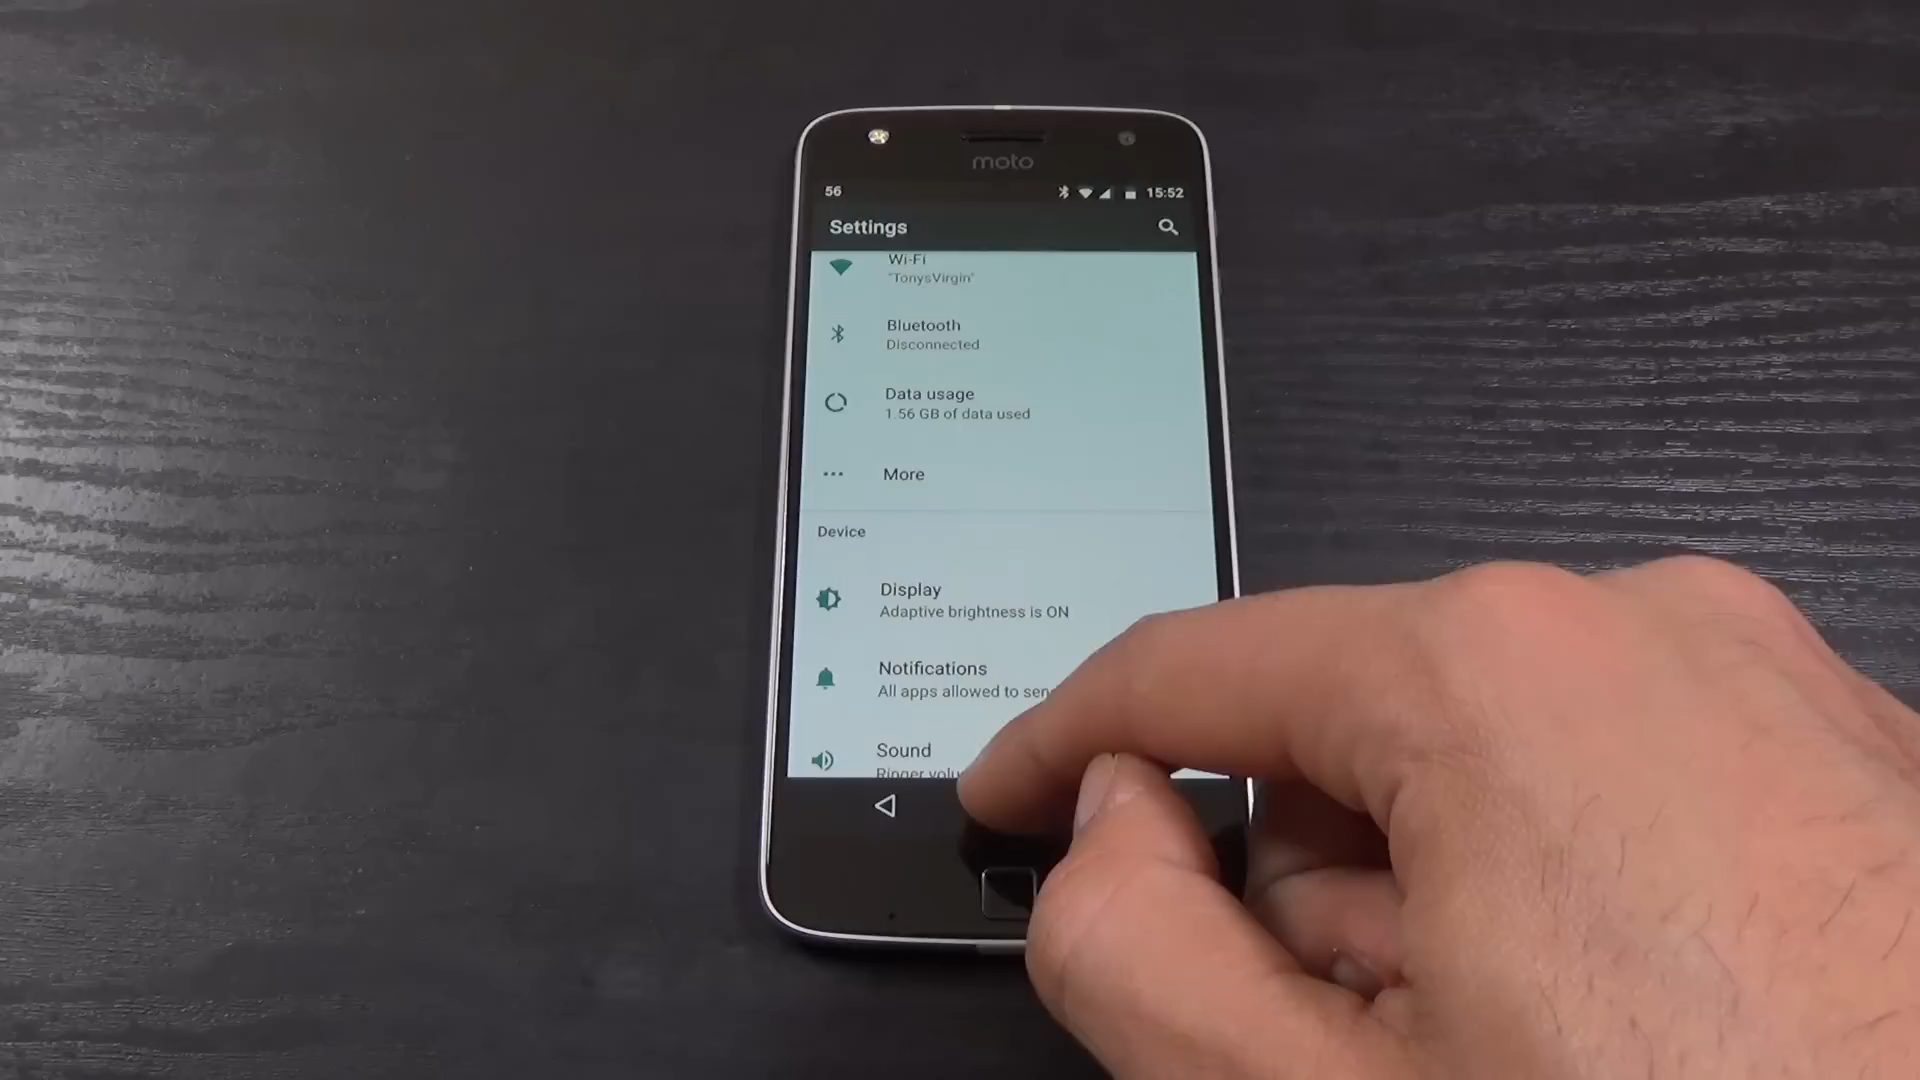 moto
56
15:52
Settings
Wi-Fi
"TonysVirgin"
Bluetooth
Disconnected
Data usage
1.56 GB of data used
More
Device
Display
Adaptive brightness is ON
Notifications
All apps allowed to sen
Sound
Ringer volu